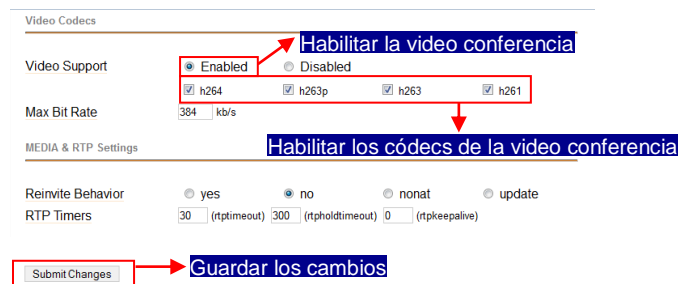 Video Codecs
Habilitar la video conferencia
Video Support Enabled Disabled
h264 h263p h263 h261
Max Bit Rate 384 kb/s
MEDIA & RTP Settings
Habilitar los códecs de la video conferencia
Reinvite Behavior yes no nonat update
RTP Timers 30 (rtptimeout) 300 (rtpholdtimeout) 0 (rtpkeepalive)
Submit Changes
Guardar los cambios